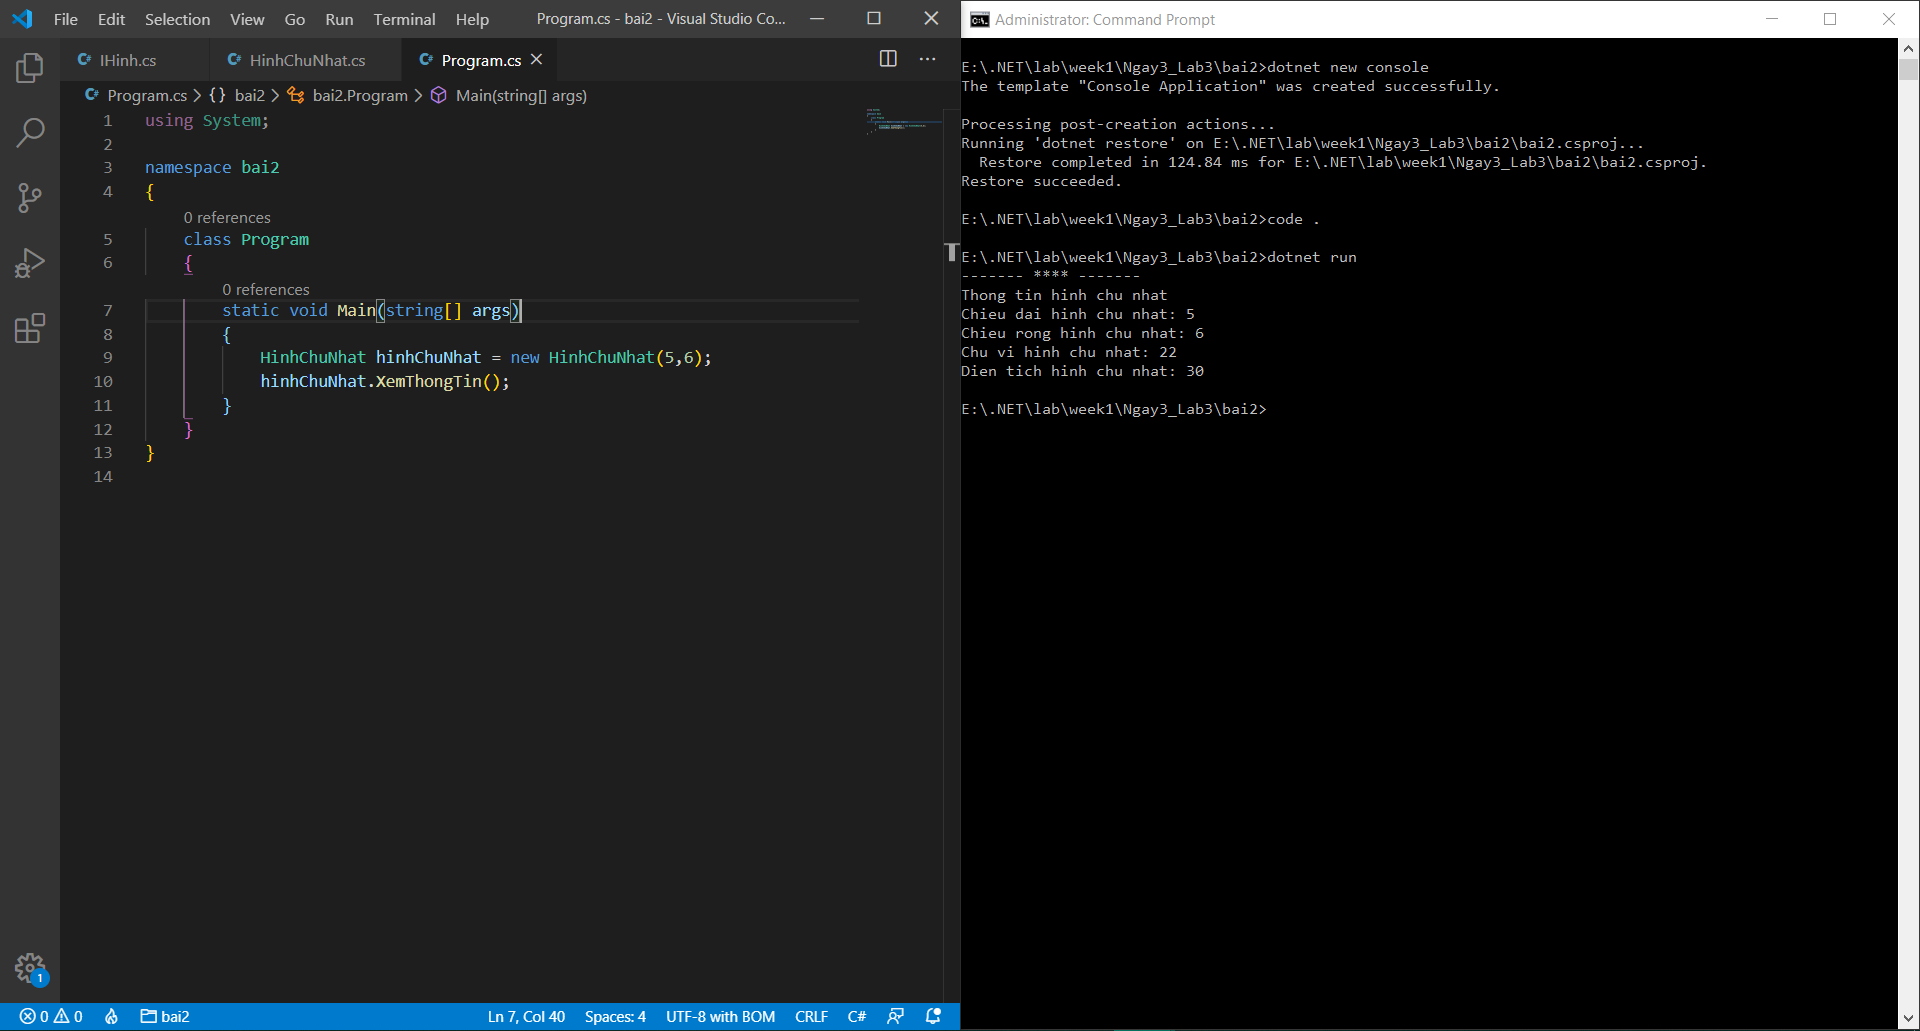 File Edit Selection View Go Run Terminal Help Program.cs - bai2 - Visual Studio Co...
IHinh.cs HinhChuNhat.cs Program.cs
Program.cs > {} bai2 > bai2.Program > Main(string[] args)
1 using System;
2
3 namespace bai2
4 {
0 references
5 class Program
6 {
0 references
7 static void Main(string[] args)
8 {
9 HinhChuNhat hinhChuNhat = new HinhChuNhat(5,6);
10 hinhChuNhat.XemThongTin();
11 }
12 }
13 }
14
1
0 0 bai2 Ln 7, Col 40 Spaces: 4 UTF-8 with BOM CRLF C#
Administrator: Command Prompt
E:\.NET\lab\week1\Ngay3_Lab3\bai2>dotnet new console
The template "Console Application" was created successfully.
Processing post-creation actions...
Running 'dotnet restore' on E:\.NET\lab\week1\Ngay3_Lab3\bai2\bai2.csproj...
Restore completed in 124.84 ms for E:\.NET\lab\week1\Ngay3_Lab3\bai2\bai2.csproj.
Restore succeeded.
E:\.NET\lab\week1\Ngay3_Lab3\bai2>code .
E:\.NET\lab\week1\Ngay3_Lab3\bai2>dotnet run
------- **** -------
Thong tin hinh chu nhat
Chieu dai hinh chu nhat: 5
Chieu rong hinh chu nhat: 6
Chu vi hinh chu nhat: 22
Dien tich hinh chu nhat: 30
E:\.NET\lab\week1\Ngay3_Lab3\bai2>